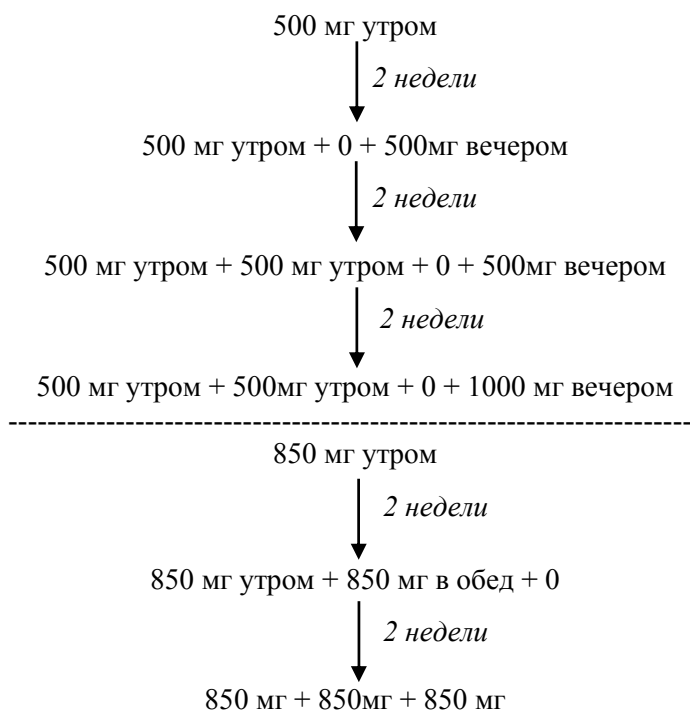 500 мг утром
2 недели
500 мг утром + 0 + 500мг вечером
2 недели
500 мг утром + 500 мг утром + 0 + 500мг вечером
2 недели
500 мг утром + 500мг утром + 0 + 1000 мг вечером
850 мг утром
2 недели
850 мг утром + 850 мг в обед + 0
2 недели
850 мг + 850мг + 850 мг